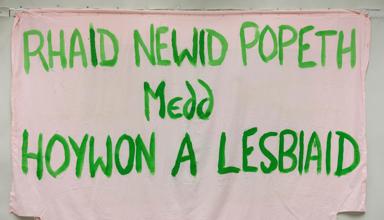 RHAID NEWID POPETH
Medd
HOYWON A LESBIAID